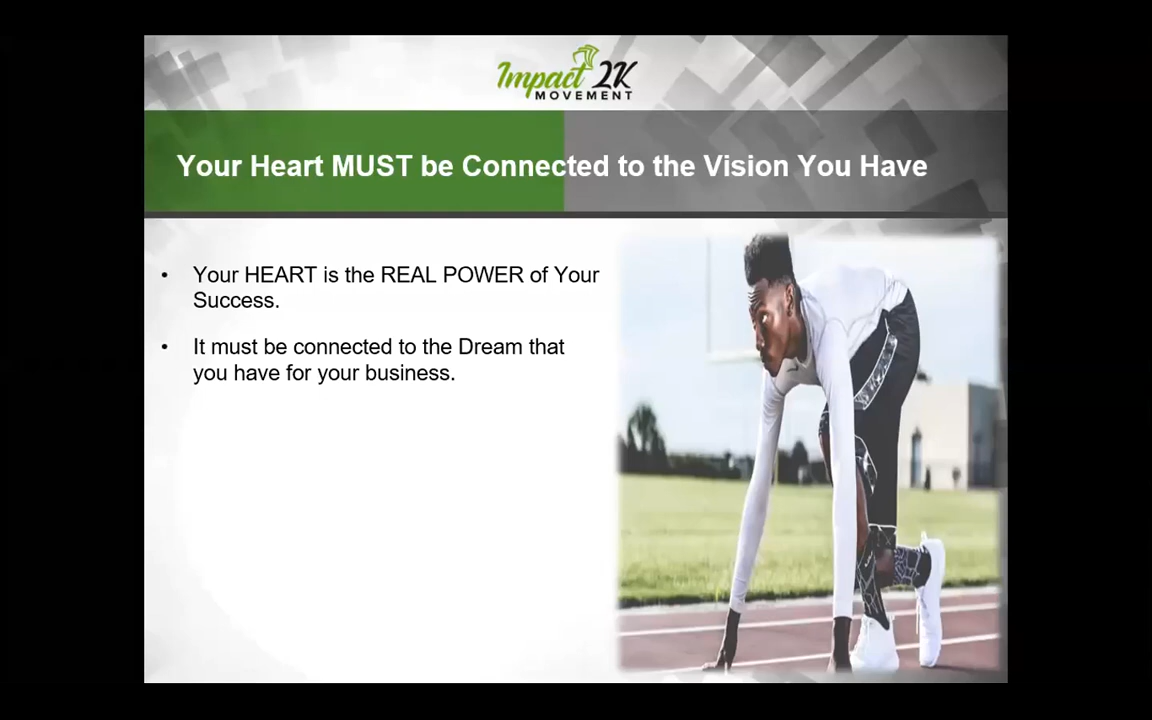 Impact 2K
MOVEMENT
Your Heart MUST be Connected to the Vision You Have
• Your HEART is the REAL POWER of Your
Success.
• It must be connected to the Dream that
you have for your business.